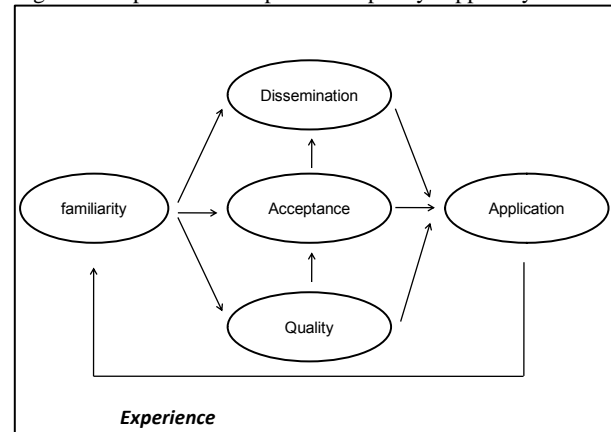 Dissemination
familiarity
Acceptance
Application
Quality
Experience